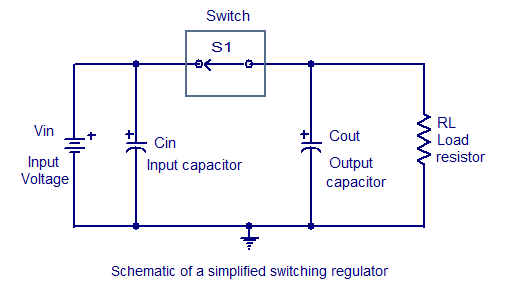 Switch
S1
Vin
+
Input
Voltage
+
Cin
Input capacitor
+
Cout
Output
capacitor
RL
Load
resistor
Schematic of a simplified switching regulator